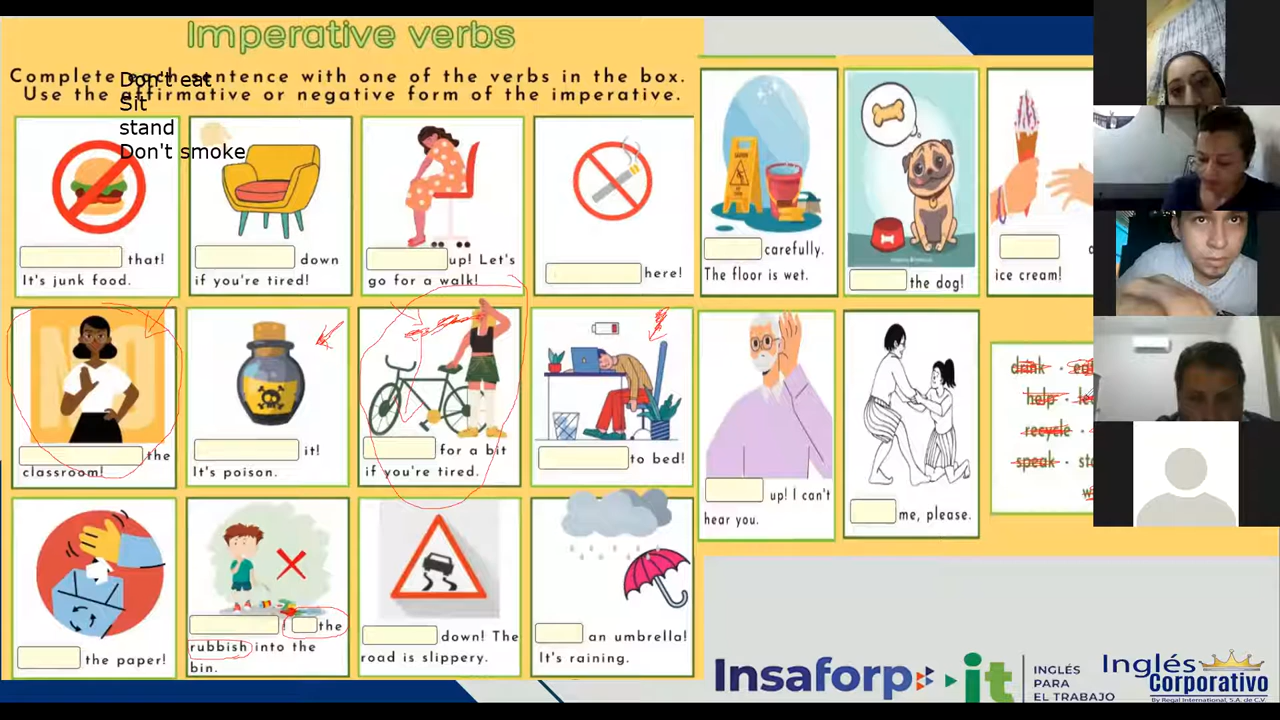 Imperative verbs
Complete each sentence with one of the verbs in the box.
Use the affirmative or negative form of the imperative.
Don't eat
Sit
stand
Don't smoke
that!
It's junk food.
down
if you're tired!
up! Let's
go for a walk!
here!
carefully.
The floor is wet.
the dog!
ice cream!
NO
the
classroom!
it!
It's poison.
for a bit
if you're tired.
to bed!
up! I can't
hear you.
me, please.
drink ·
help ·
recycle
speak ·
the paper!
! the
rubbish into the
bin.
down! The
road is slippery.
an umbrella!
It's raining.
Insaforp
it
INGLÉS
PARA
EL TRABAJO
Inglés
Corporativo
By Regal International, S.A. de C.V.